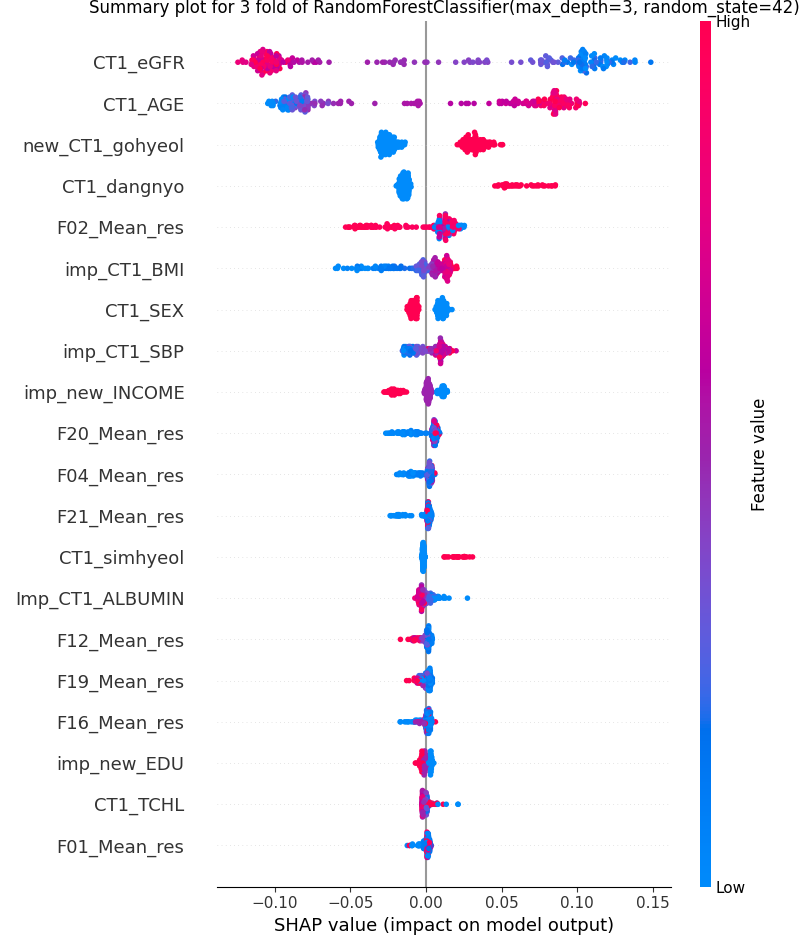 Summary plot for 3 fold of RandomForestClassifier(max_depth=3, random_state=42)
High
CT1_eGFR
CT1_AGE
new_CT1_gohyeol
CT1_dangnyo
F02_Mean_res
imp_CT1_BMI
CT1_SEX
imp_CT1_SBP
imp_new_INCOME
F20_Mean_res
F04_Mean_res
F21_Mean_res
CT1_simhyeol
Imp_CT1_ALBUMIN
F12_Mean_res
F19_Mean_res
F16_Mean_res
imp_new_EDU
CT1_TCHL
F01_Mean_res
Feature value
Low
−0.10 −0.05 0.00 0.05 0.10 0.15
SHAP value (impact on model output)